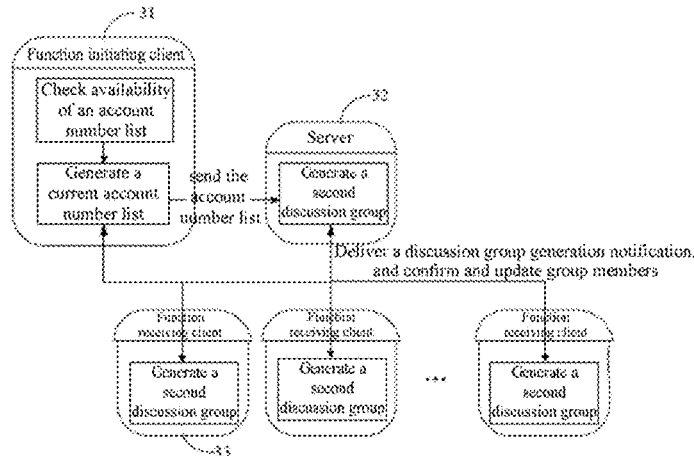 31
Function initiating client
Check availability
of an account
number list
Generate a
current account
number list
send the
account
number list
32
Server
Generate a
second
discussion group
Deliver a discussion group generation notification,
and confirm and update group members
Function
receiving client
Generate a
second
discussion group
Function
receiving client
Generate a
second
discussion group
...
Function
receiving client
Generate a
second
discussion group
33